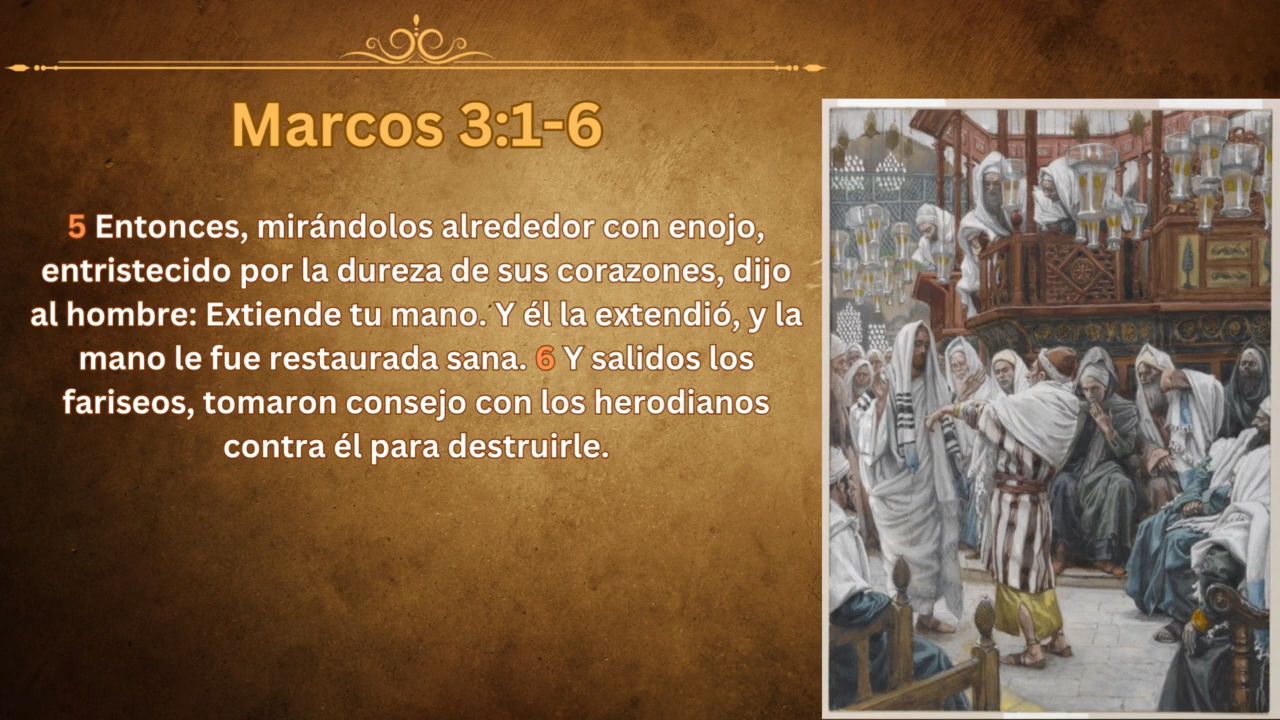 Marcos 3:1-6
5 Entonces, mirándolos alrededor con enojo,
entristecido por la dureza de sus corazones, dijo
al hombre: Extiende tu mano. Y él la extendió, y la
mano le fue restaurada sana. 6 Y salidos los
fariseos, tomaron consejo con los herodianos
contra él para destruirle.